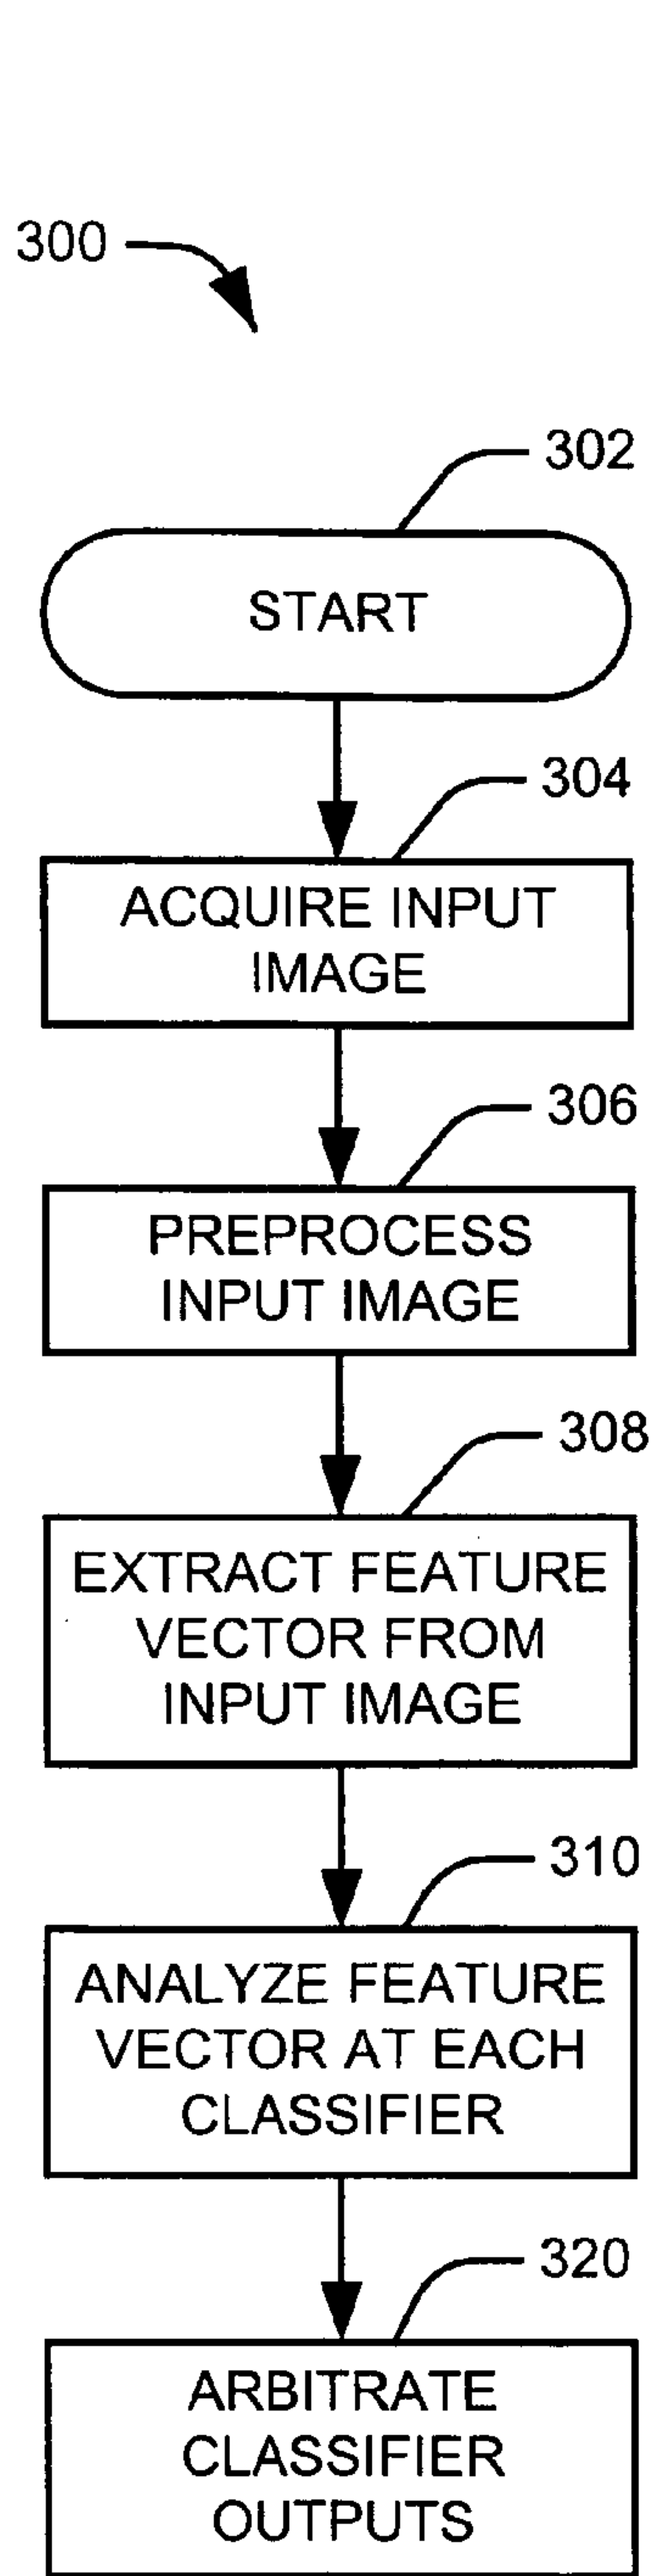 300
302
START
304
ACQUIRE INPUT
IMAGE
306
PREPROCESS
INPUT IMAGE
308
EXTRACT FEATURE
VECTOR FROM
INPUT IMAGE
310
ANALYZE FEATURE
VECTOR AT EACH
CLASSIFIER
320
ARBITRATE
CLASSIFIER
OUTPUTS